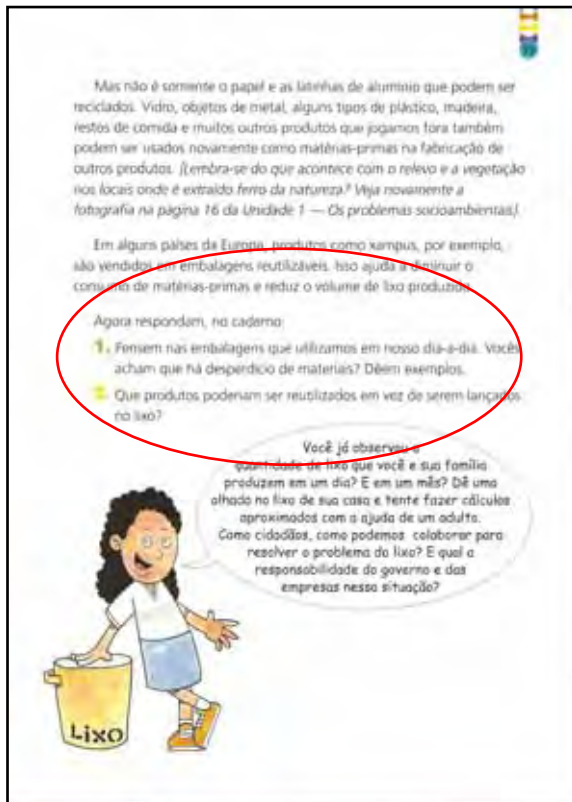 Mas não é somente o papel e as latinhas de alumínio que podem ser
reciclados. Vidro, objetos de metal, alguns tipos de plástico, madeira,
restos de comida e muitos outros produtos que jogamos fora também
podem ser usados novamente como matérias-primas na fabricação de
outros produtos. (Lembra-se do que acontece com o relevo e a vegetação
nos locais onde é extraído ferro da natureza? Veja novamente a
fotografia na página 16 da Unidade 1 — Os problemas socioambientais).
Em alguns países da Europa, produtos como xampus, por exemplo,
são vendidos em embalagens reutilizáveis. Isso ajuda a diminuir o
consumo de matérias-primas e reduz o volume de lixo produzido.
Agora respondam, no caderno:
1. Pensem nas embalagens que utilizamos em nosso dia-a-dia. Vocês
acham que há desperdício de materiais? Dêem exemplos.
2. Que produtos poderiam ser reutilizados em vez de serem lançados
no lixo?
Você já observou a
quantidade de lixo que você e sua família
produzem em um dia? E em um mês? Dê uma
olhada no lixo de sua casa e tente fazer cálculos
aproximados com a ajuda de um adulto.
Como cidadãos, como podemos colaborar para
resolver o problema do lixo? E qual a
responsabilidade do governo e das
empresas nessa situação?
LIXO